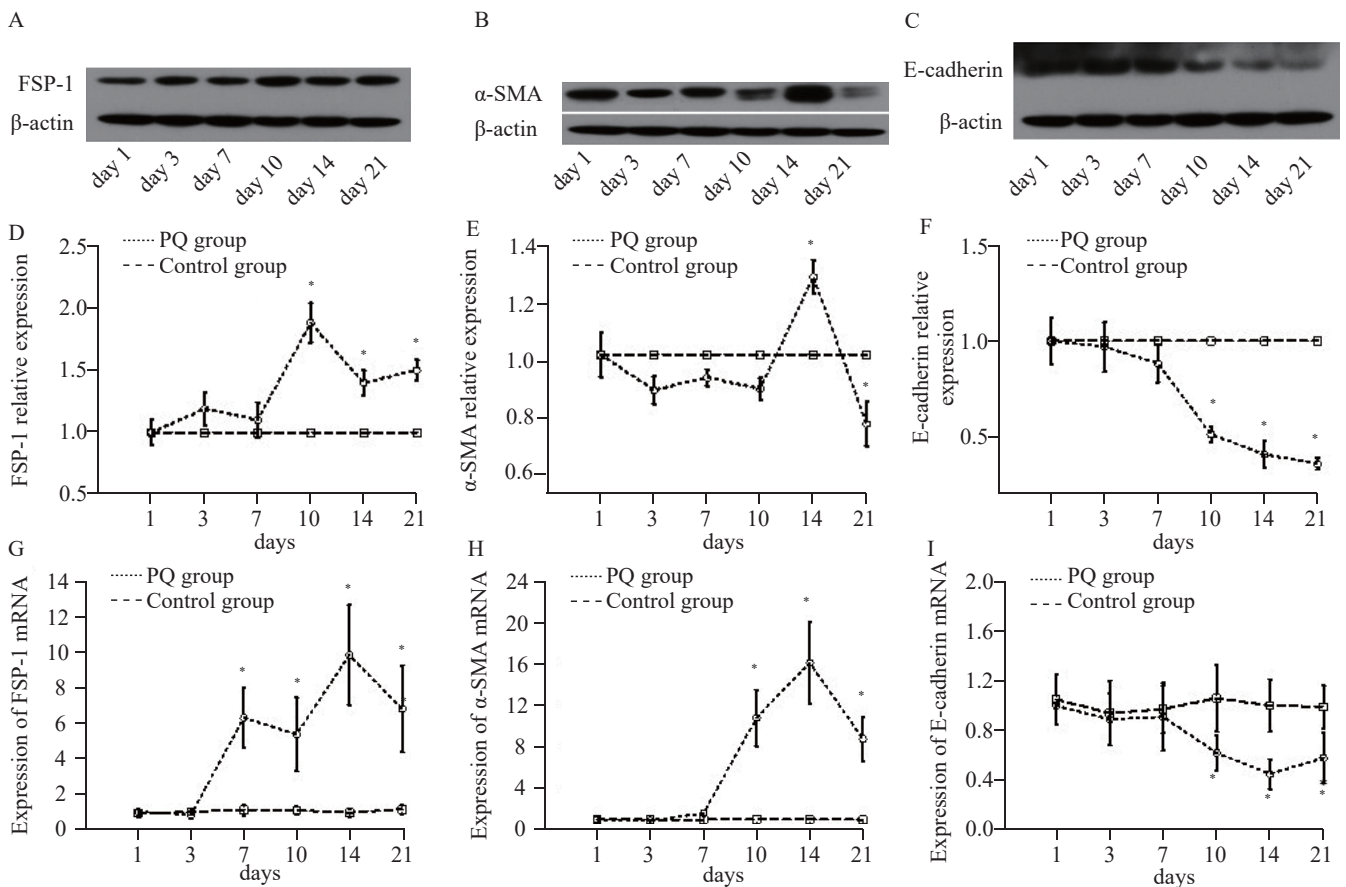 A
FSP-1
β-actin
day 1 day 3 day 7 day 10 day 14 day 21
B
α-SMA
β-actin
day 1 day 3 day 7 day 10 day 14 day 21
C
E-cadherin
β-actin
day 1 day 3 day 7 day 10 day 14 day 21
D
FSP-1 relative expression
2.5
2.0
1.5
1.0
0.5
PQ group
Control group
* * *
1 3 7 10 14 21
days
E
α-SMA relative expression
1.4
1.2
1.0
0.8
0.6
PQ group
Control group
* *
1 3 7 10 14 21
days
F
E-cadherin relative
expression
1.5
1.0
0.5
PQ group
Control group
* * *
1 3 7 10 14 21
days
G
Expression of FSP-1 mRNA
14
12
10
8
6
4
2
0
PQ group
Control group
* * * *
1 3 7 10 14 21
days
H
Expression of α-SMA mRNA
24
20
16
12
8
4
0
PQ group
Control group
* * *
1 3 7 10 14 21
days
I
Expression of E-cadherin mRNA
2.0
1.6
1.2
0.8
0.4
0.0
PQ group
Control group
* * * *
1 3 7 10 14 21
days